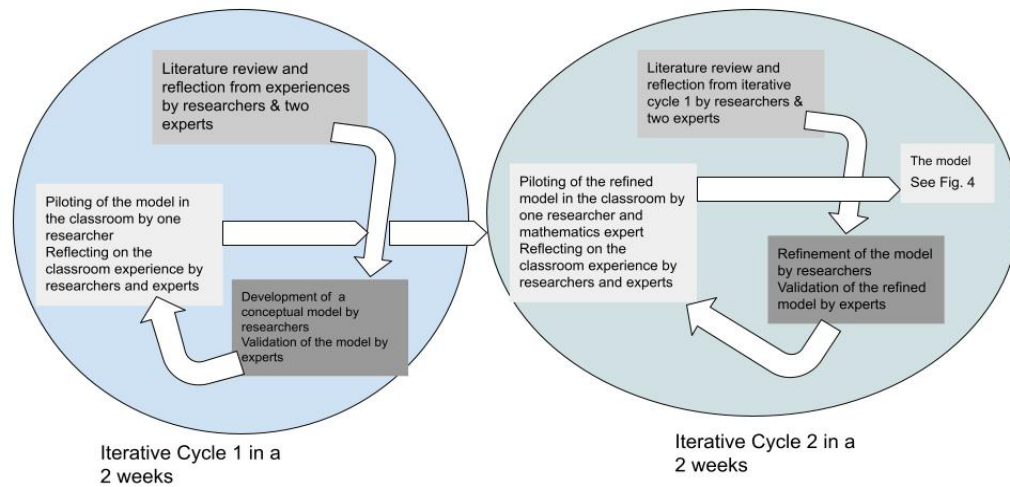 Literature review and
reflection from experiences
by researchers & two
experts
Piloting of the model in
the classroom by one
researcher
Reflecting on the
classroom experience by
researchers and experts
Development of a
conceptual model by
researchers
Validation of the model by
experts
Iterative Cycle 1 in a
2 weeks
Literature review and
reflection from iterative
cycle 1 by researchers &
two experts
Piloting of the refined
model in the classroom by
one researcher and
mathematics expert
Reflecting on the
classroom experience by
researchers and experts
The model
See Fig. 4
Refinement of the model
by researchers
Validation of the refined
model by experts
Iterative Cycle 2 in a
2 weeks